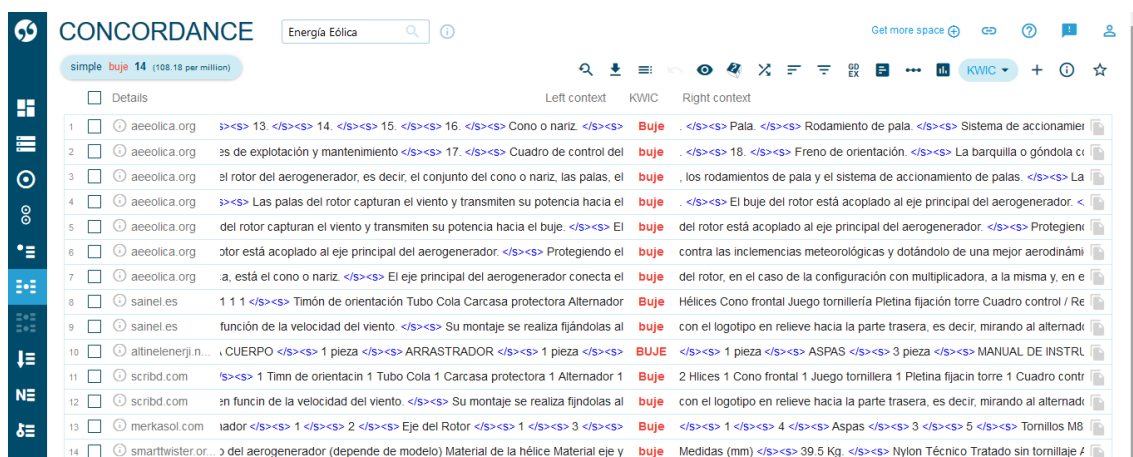 CONCORDANCE Energía Eólica Get more space
simple buje 14 (108.18 per million) GD EX KWIC
Details Left context KWIC Right context
1 aeeolica.org s><s> 13. </s><s> 14. </s><s> 15. </s><s> 16. </s><s> Cono o nariz. </s><s> Buje . </s><s> Pala. </s><s> Rodamiento de pala. </s><s> Sistema de accionamier
2 aeeolica.org es de explotación y mantenimiento </s><s> 17. </s><s> Cuadro de control del buje . </s><s> 18. </s><s> Freno de orientación. </s><s> La barquilla o góndola co
3 aeeolica.org el rotor del aerogenerador, es decir, el conjunto del cono o nariz, las palas, el buje , los rodamientos de pala y el sistema de accionamiento de palas. </s><s> La
4 aeeolica.org s><s> Las palas del rotor capturan el viento y transmiten su potencia hacia el buje . </s><s> El buje del rotor está acoplado al eje principal del aerogenerador. <
5 aeeolica.org del rotor capturan el viento y transmiten su potencia hacia el buje. </s><s> El buje del rotor está acoplado al eje principal del aerogenerador. </s><s> Protegien
6 aeeolica.org otor está acoplado al eje principal del aerogenerador. </s><s> Protegiendo el buje contra las inclemencias meteorológicas y dotándolo de una mejor aerodinámi
7 aeeolica.org a, está el cono o nariz. </s><s> El eje principal del aerogenerador conecta el buje del rotor, en el caso de la configuración con multiplicadora, a la misma y, en e
8 sainel.es 1 1 1 </s><s> Timón de orientación Tubo Cola Carcasa protectora Alternador Buje Hélices Cono frontal Juego tornillería Pletina fijación torre Cuadro control / Re
9 sainel.es función de la velocidad del viento. </s><s> Su montaje se realiza fijándolas al buje con el logotipo en relieve hacia la parte trasera, es decir, mirando al alternado
10 altinelenerji.n... CUERPO </s><s> 1 pieza </s><s> ARRASTRADOR </s><s> 1 pieza </s><s> BUJE </s><s> 1 pieza </s><s> ASPAS </s><s> 3 pieza </s><s> MANUAL DE INSTRU
11 scribd.com /s><s> 1 Timn de orientacin 1 Tubo Cola 1 Carcasa protectora 1 Alternador 1 Buje 2 Hlices 1 Cono frontal 1 Juego tornillera 1 Pletina fijacin torre 1 Cuadro contr
12 scribd.com en funcin de la velocidad del viento. </s><s> Su montaje se realiza fijndolas al buje con el logotipo en relieve hacia la parte trasera, es decir, mirando al alternado
13 merkasol.com nador </s><s> 1 </s><s> 2 </s><s> Eje del Rotor </s><s> 1 </s><s> 3 </s><s> Buje </s><s> 1 </s><s> 4 </s><s> Aspas </s><s> 3 </s><s> 5 </s><s> Tornillos M8
14 smarttwister.or... o del aerogenerador (depende de modelo) Material de la hélice Material eje y buje Medidas (mm) </s><s> 39.5 Kg. </s><s> Nylon Técnico Tratado sin tornillaje